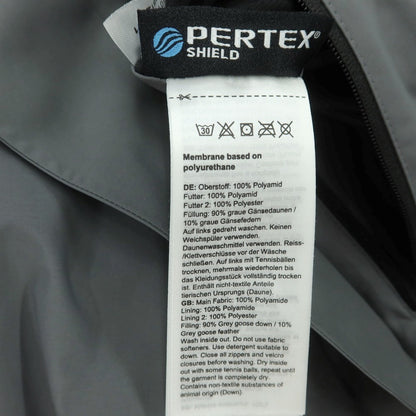 PERTEX®
SHIELD
30
Membrane based on
polyurethane
DE: Oberstoff: 100% Polyamid
Futter: 100% Polyamid
Futter 2: 100% Polyester
Füllung: 90% graue Gänsedaunen /
10% graue Gänsefedern
Auf links gedreht waschen. Keinen
Weichspüler verwenden.
Daunenwaschmittel verwenden. Reiss-
/Klettverschlüsse vor der Wäsche
schließen. Auf links mit Tennisbällen
trocknen, mehrmals wiederholen bis
das Kleidungsstück vollständig trocken
ist. Enthält nicht-textile Anteile
tierischen Ursprungs (Daune).
GB: Main Fabric: 100% Polyamide
Lining: 100% Polyamide
Lining 2: 100% Polyester
Filling: 90% Grey goose down / 10%
Grey goose feather
Wash inside out. Do not use fabric
softeners. Use detergent suitable to
down. Close all zippers and velcro
closures before washing. Dry inside
out with some tennis balls, repeat until
the garment is completely dry.
Contains non-textile substances of
animal origin (Down).